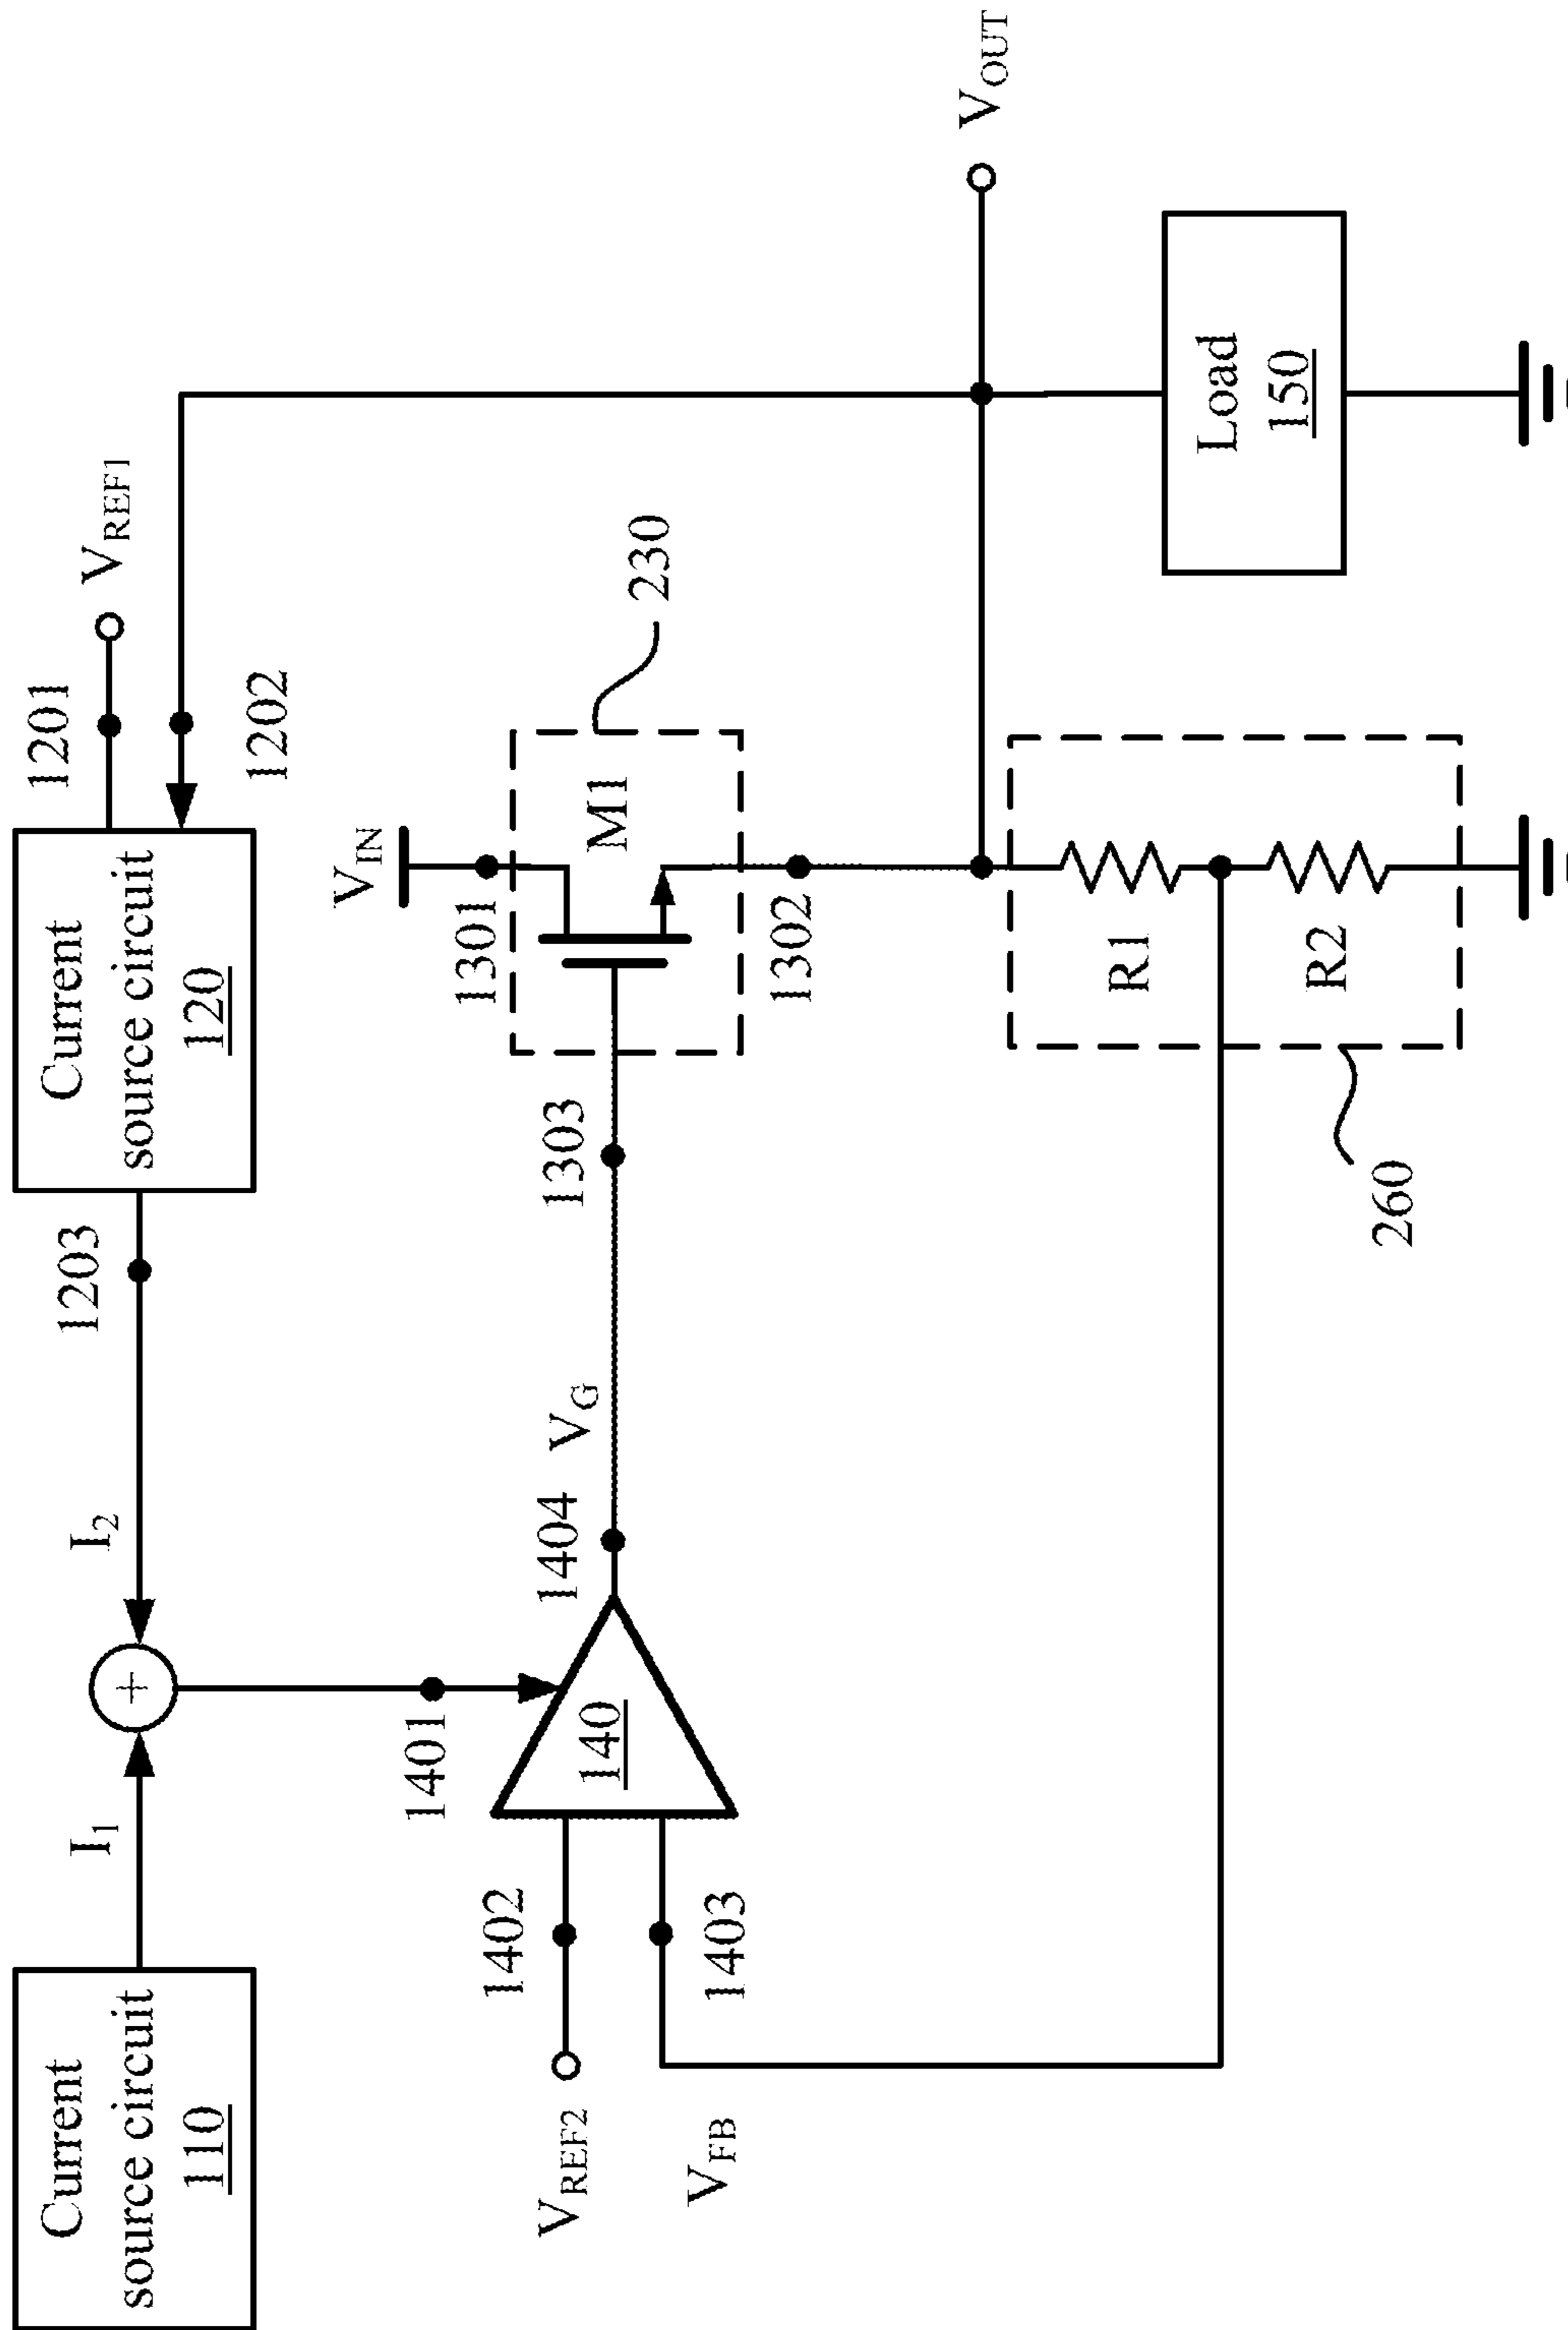 Current
source circuit
110
I1
I2
1203
Current
source circuit
120
1201
VREF1
1202
1401
VIN
1301
230
M1
1402
VREF2
140
1404
VG
1303
1403
VFB
1302
VOUT
R1
R2
260
Load
150
+